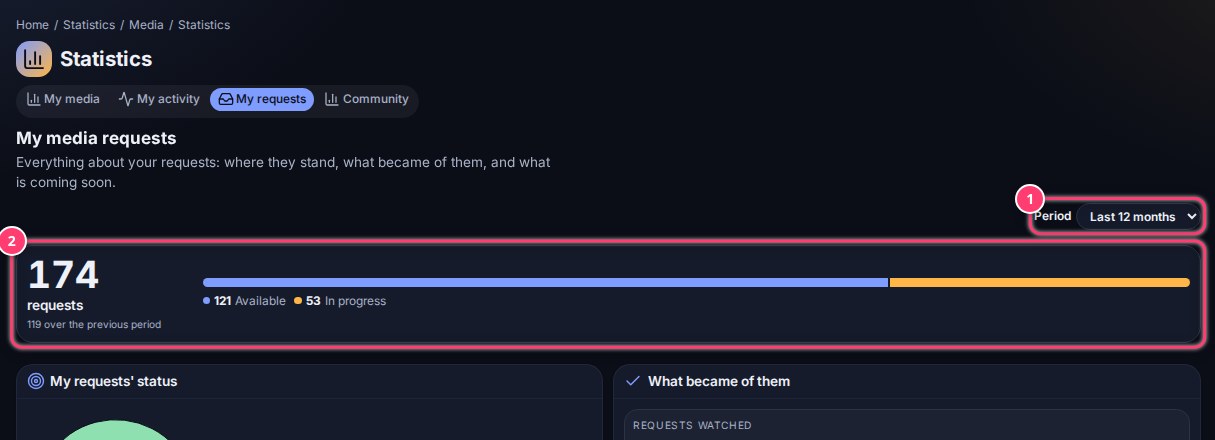 Home / Statistics / Media / Statistics
Statistics
My media My activity My requests Community
My media requests
Everything about your requests: where they stand, what became of them, and what
is coming soon.
1
Period Last 12 months
2
174
requests
119 over the previous period
121 Available 53 In progress
My requests' status
What became of them
REQUESTS WATCHED